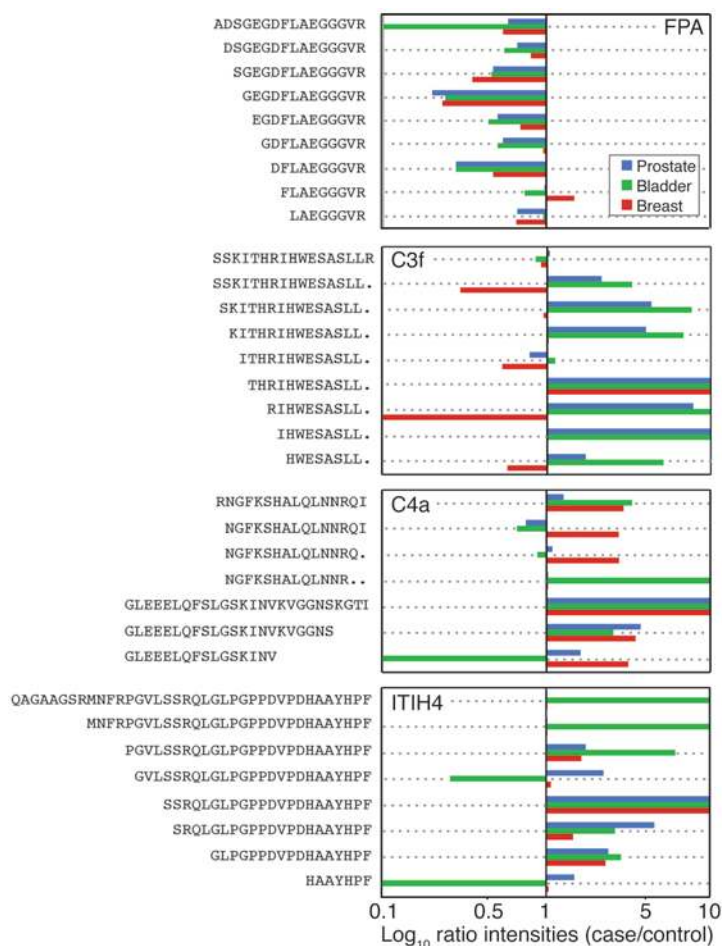 FPA
ADSGEGDFLAEGGGVR
DSGEGDFLAEGGGVR
SGEGDFLAEGGGVR
GEGDFLAEGGGVR
EGDFLAEGGGVR
GDFLAEGGGVR
DFLAEGGGVR
FLAEGGGVR
LAEGGGVR
Prostate
Bladder
Breast
C3f
SSKITHRIHWESASLLR
SSKITHRIHWESASLL.
SKITHRIHWESASLL.
KITHRIHWESASLL.
ITHRIHWESASLL.
THRIHWESASLL.
RIHWESASLL.
IHWESASLL.
HWESASLL.
C4a
RNGFKSHALQLNNRQI
NGFKSHALQLNNRQI
NGFKSHALQLNNRQ.
NGFKSHALQLNNR..
GLEEELQFSLGSKINVKVGGNSKGTI
GLEEELQFSLGSKINVKVGGNS
GLEEELQFSLGSKINV
ITIH4
QAGAAGSRMNFRPGVLSSRQLGLPGPPDVPDHAAYHPF
MNFRPGVLSSRQLGLPGPPDVPDHAAYHPF
PGVLSSRQLGLPGPPDVPDHAAYHPF
GVLSSRQLGLPGPPDVPDHAAYHPF
SSRQLGLPGPPDVPDHAAYHPF
SRQLGLPGPPDVPDHAAYHPF
GLPGPPDVPDHAAYHPF
HAAYHPF
0.1 0.5 1 5 10
Log10 ratio intensities (case/control)